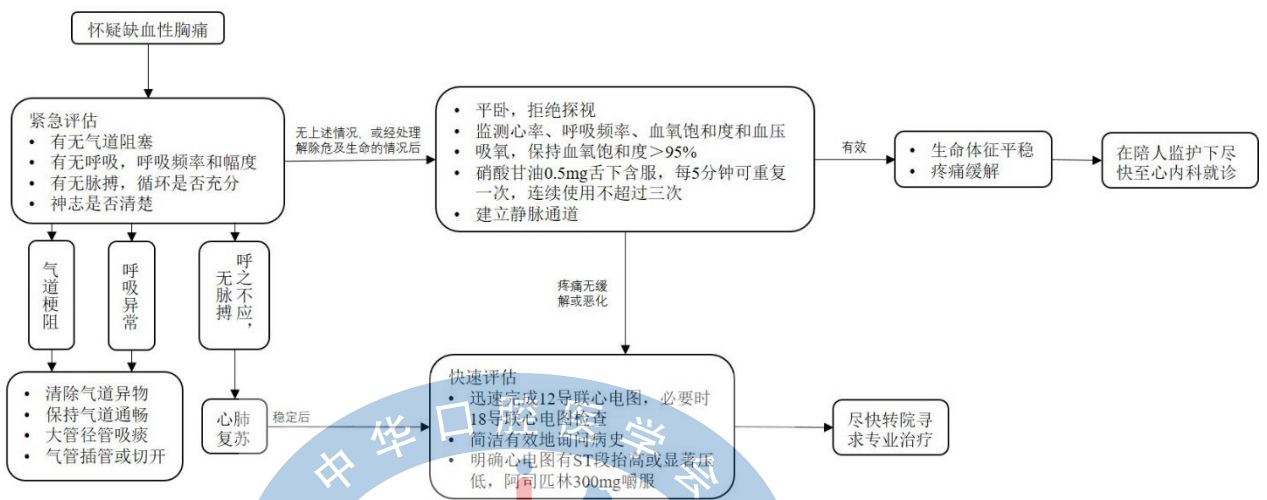 怀疑缺血性胸痛
紧急评估
• 有无气道阻塞
• 有无呼吸，呼吸频率和幅度
• 有无脉搏，循环是否充分
• 神志是否清楚
无上述情况、或经处理
解除危及生命的情况后
• 平卧，拒绝探视
• 监测心率、呼吸频率、血氧饱和度和血压
• 吸氧，保持血氧饱和度＞95%
• 硝酸甘油0.5mg舌下含服，每5分钟可重复
一次，连续使用不超过三次
• 建立静脉通道
有效
• 生命体征平稳
• 疼痛缓解
在陪人监护下尽
快至心内科就诊
气道梗阻
呼吸异常
呼之不应，
无脉搏
疼痛无缓
解或恶化
• 清除气道异物
• 保持气道通畅
• 大管径管吸痰
• 气管插管或切开
心肺
复苏
稳定后
快速评估
• 迅速完成12导联心电图，必要时
18导联心电图检查
• 简洁有效地询问病史
• 明确心电图有ST段抬高或显著压
低，阿司匹林300mg嚼服
尽快转院寻
求专业治疗
中华口腔医学会